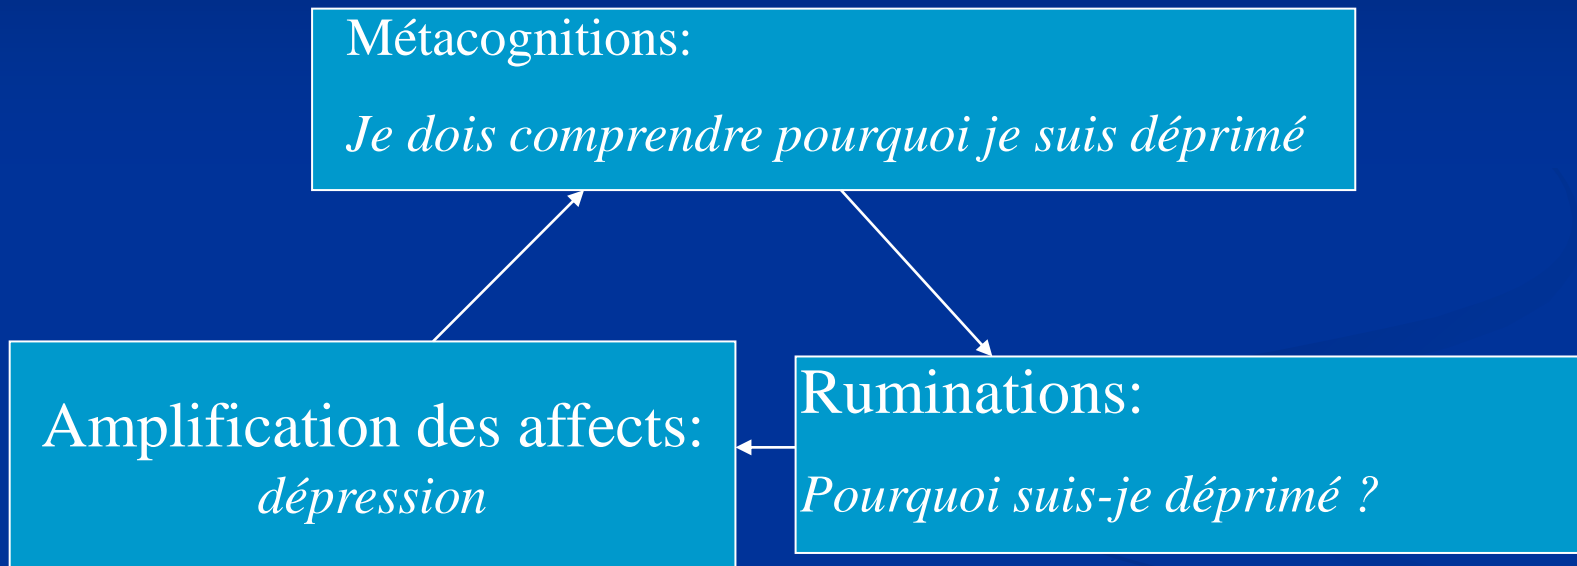 Métacognitions:
Je dois comprendre pourquoi je suis déprimé
Amplification des affects:
dépression
Ruminations:
Pourquoi suis-je déprimé ?